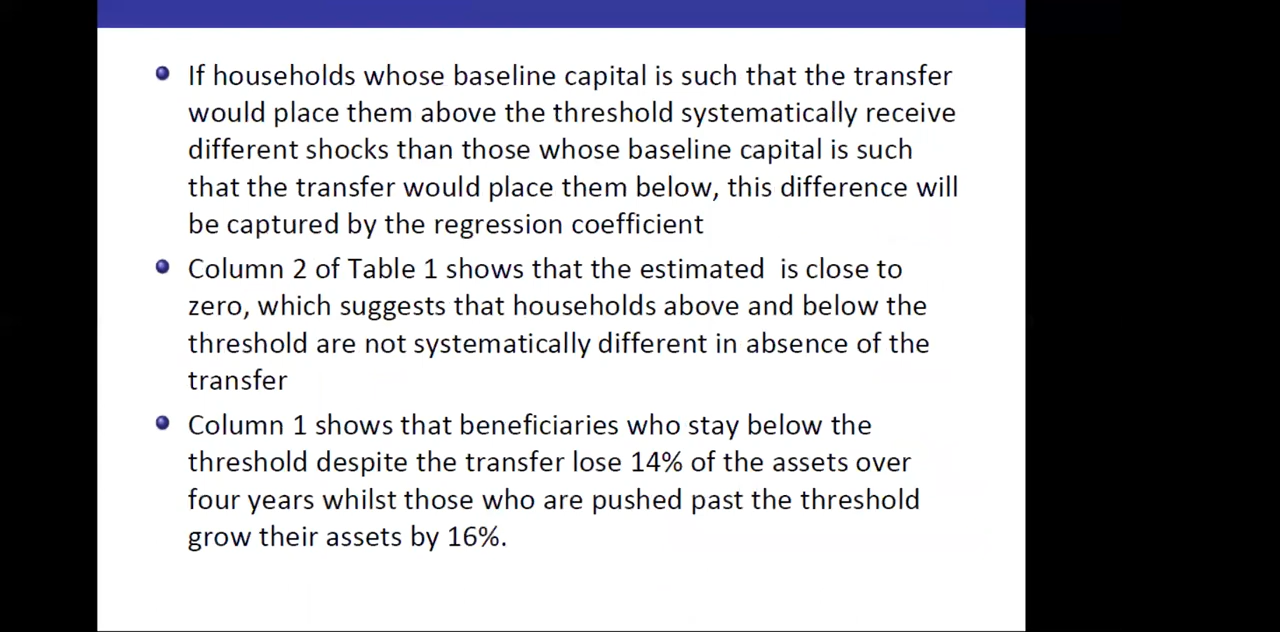 If households whose baseline capital is such that the transfer
would place them above the threshold systematically receive
different shocks than those whose baseline capital is such
that the transfer would place them below, this difference will
be captured by the regression coefficient
Column 2 of Table 1 shows that the estimated  is close to
zero, which suggests that households above and below the
threshold are not systematically different in absence of the
transfer
Column 1 shows that beneficiaries who stay below the
threshold despite the transfer lose 14% of the assets over
four years whilst those who are pushed past the threshold
grow their assets by 16%.